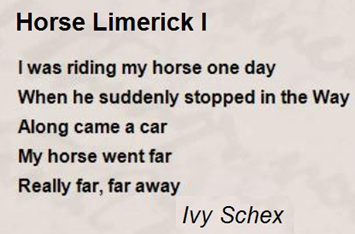 Horse Limerick I
I was riding my horse one day
When he suddenly stopped in the Way
Along came a car
My horse went far
Really far, far away
Ivy Schex